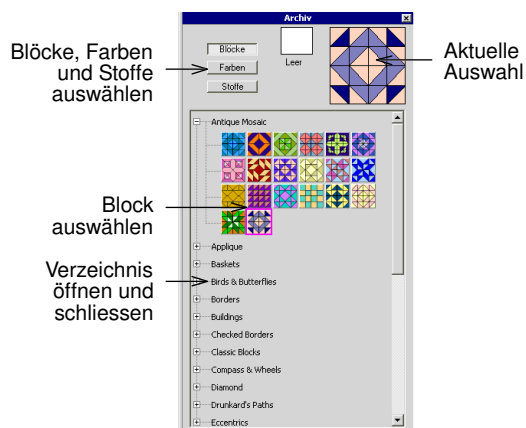 Archiv
Blöcke, Farben
und Stoffe
auswählen
Blöcke
Farben
Stoffe
Leer
Aktuelle
Auswahl
Antique Mosaic
Block
auswählen
Applique
Baskets
Verzeichnis
öffnen und
schliessen
Birds & Butterflies
Borders
Buildings
Checked Borders
Classic Blocks
Compass & Wheels
Diamond
Drunkard's Paths
Eccentrics